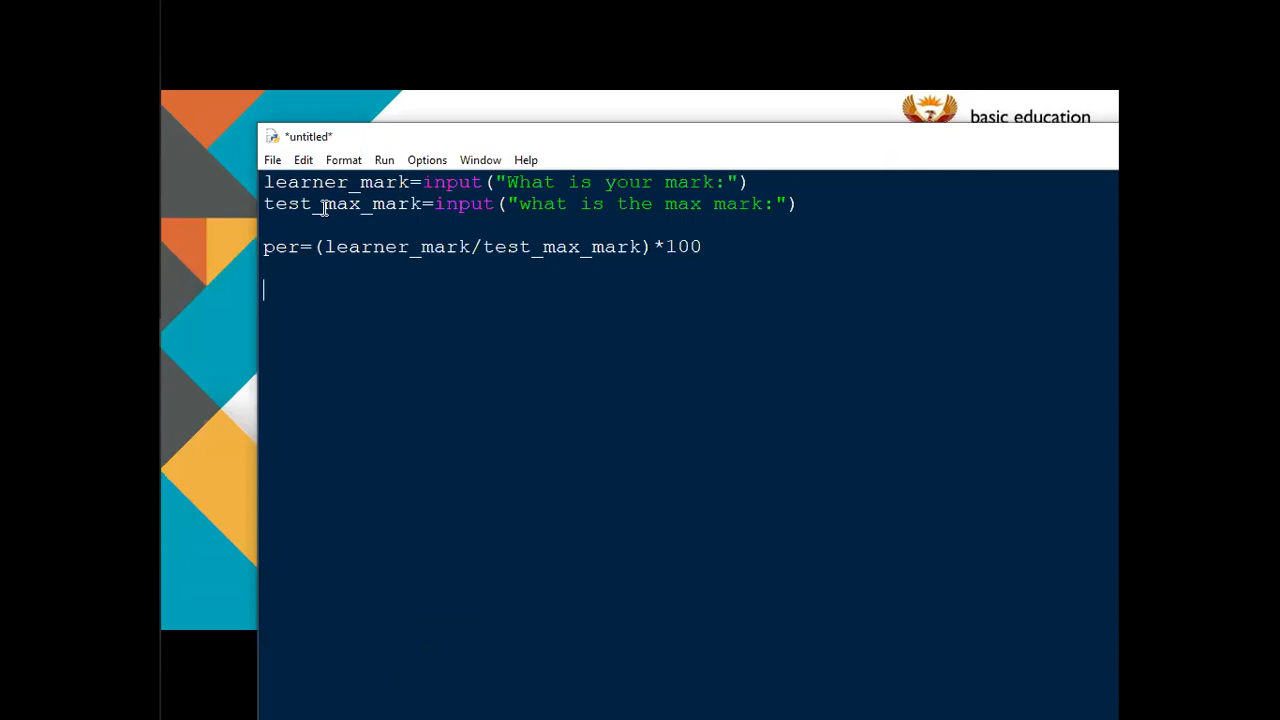 basic education
*untitled*
File Edit Format Run Options Window Help
learner_mark=input("What is your mark:")
test_max_mark=input("what is the max mark:")
per=(learner_mark/test_max_mark)*100